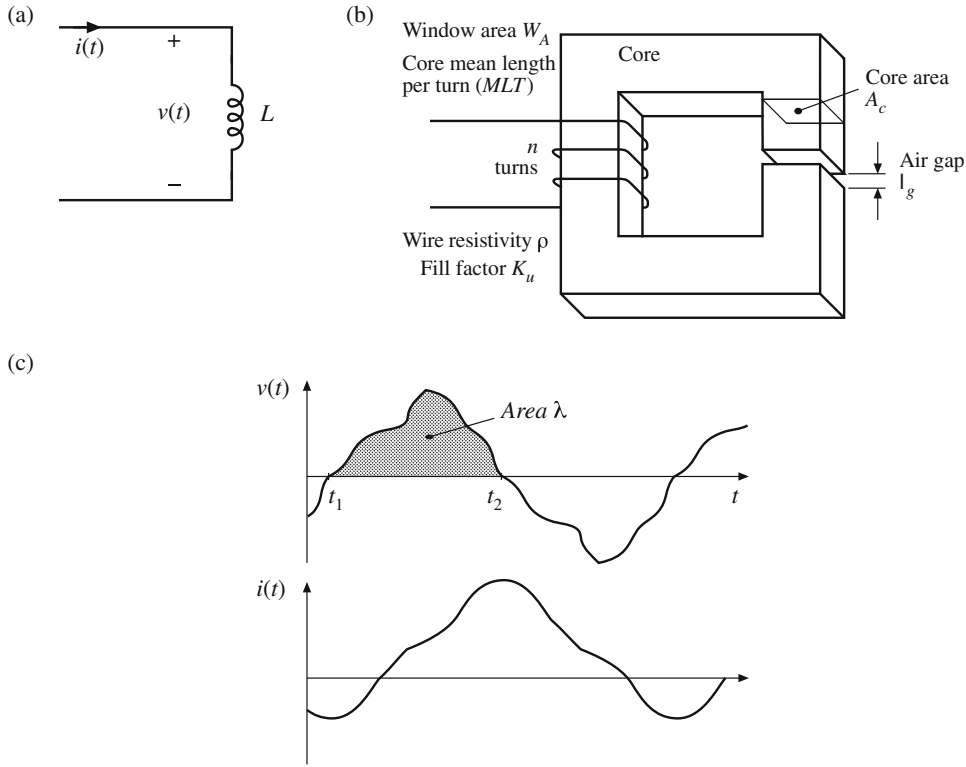 (a)
i(t)
+
v(t)
L
−
(b)
Window area W_A
Core mean length
per turn (MLT)
Core
Core area
A_c
n
turns
Air gap
l_g
Wire resistivity ρ
Fill factor K_u
(c)
v(t)
Area λ
t_1
t_2
t
i(t)